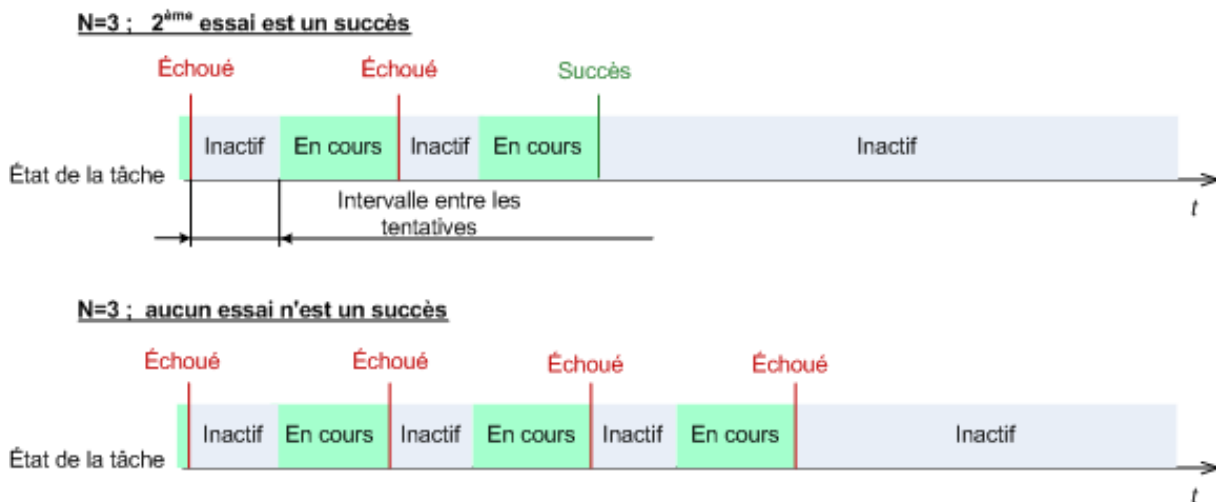 N=3 ; 2ème essai est un succès
Échoué Échoué Succès
Inactif En cours Inactif En cours Inactif
État de la tâche
t
Intervalle entre les
tentatives
N=3 ; aucun essai n'est un succès
Échoué Échoué Échoué Échoué
Inactif En cours Inactif En cours Inactif En cours Inactif
État de la tâche
t